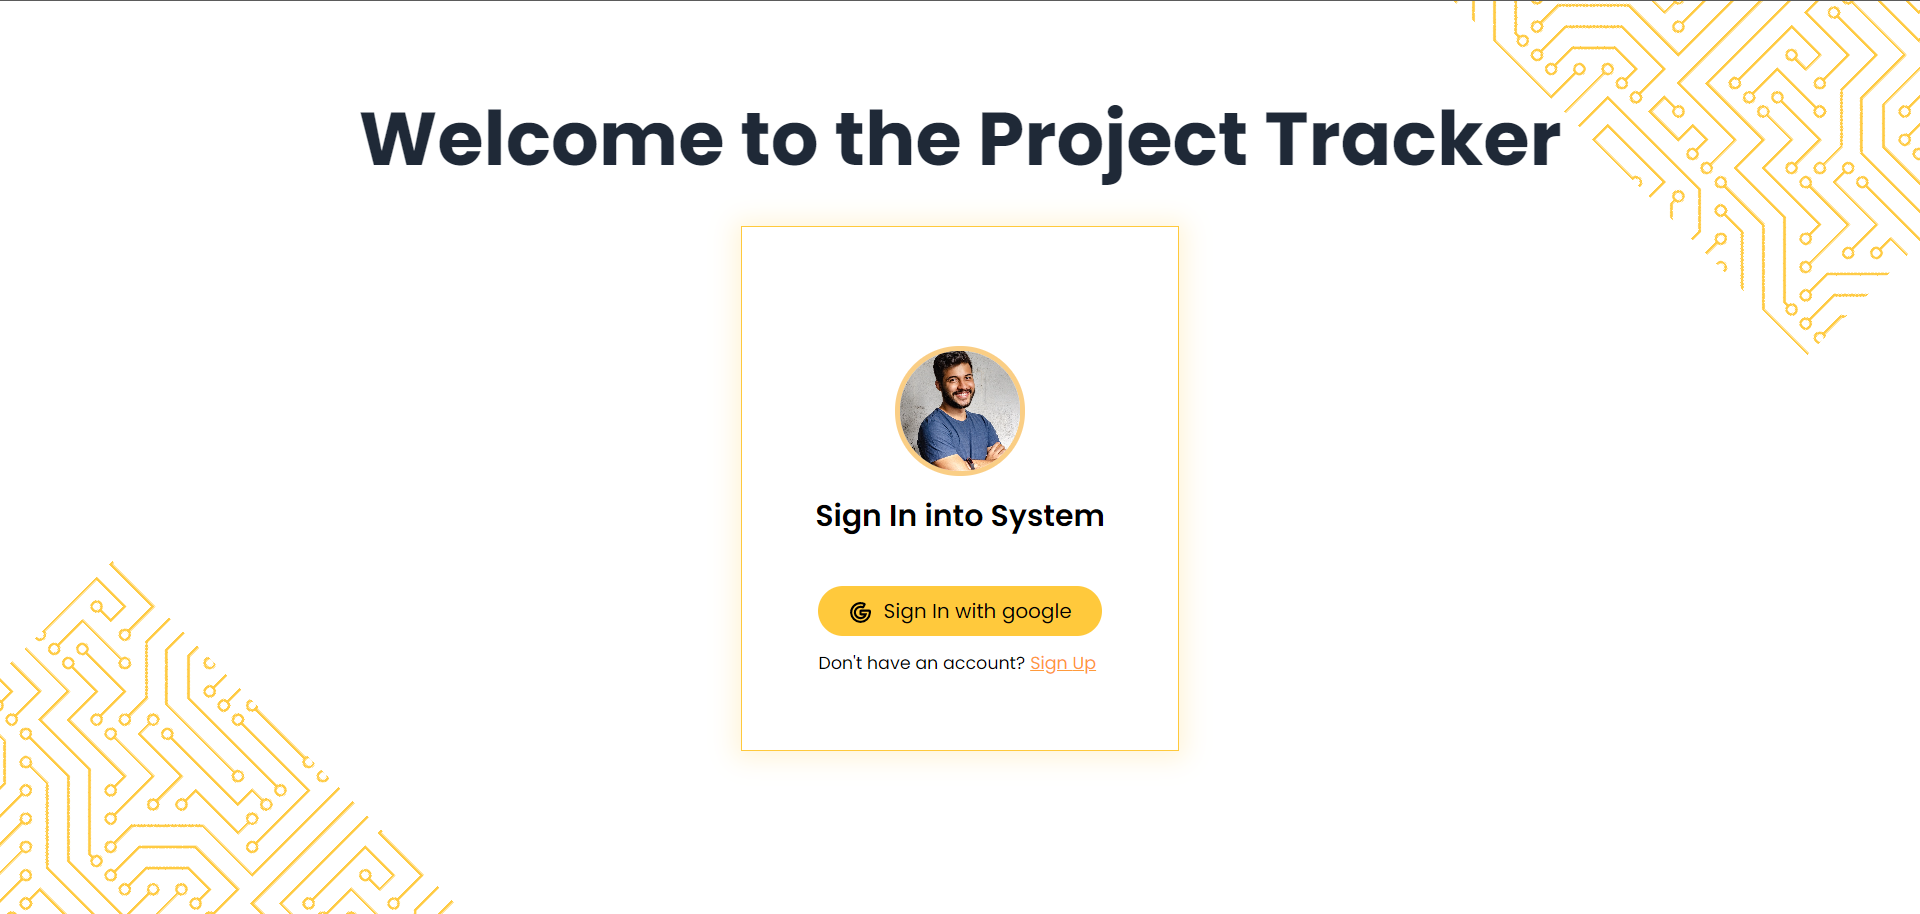 Welcome to the Project Tracker
Sign In into System
Sign In with google
Don't have an account? Sign Up